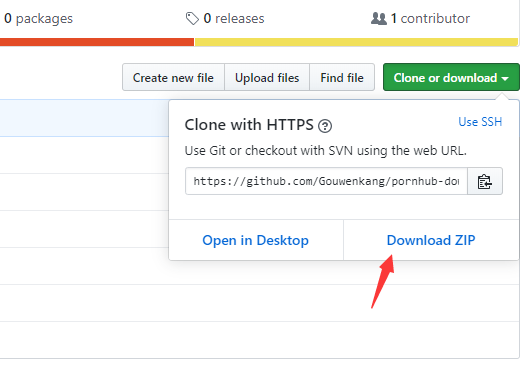 0 packages
0 releases
1 contributor
Create new file
Upload files
Find file
Clone or download
Clone with HTTPS
Use SSH
Use Git or checkout with SVN using the web URL.
https://github.com/Gouwenkang/pornhub-dow
Open in Desktop
Download ZIP